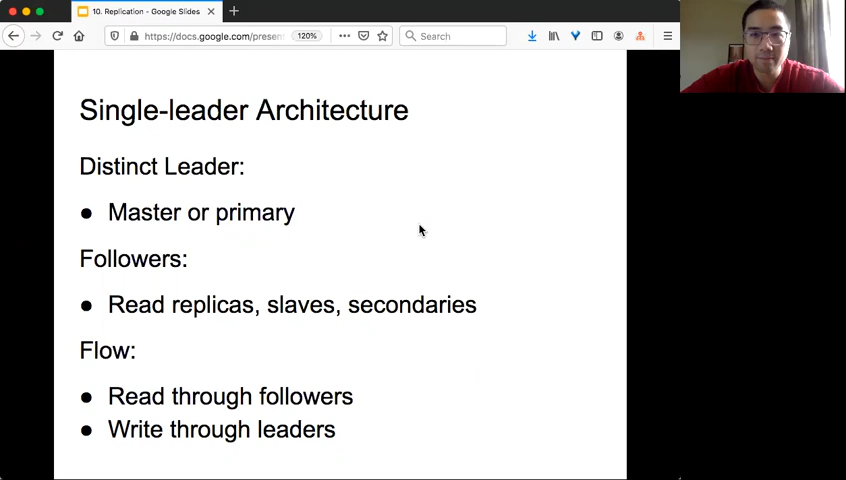 10. Replication - Google Slides
https://docs.google.com/presen
120%
Search
Single-leader Architecture
Distinct Leader:
● Master or primary
Followers:
● Read replicas, slaves, secondaries
Flow:
● Read through followers
● Write through leaders